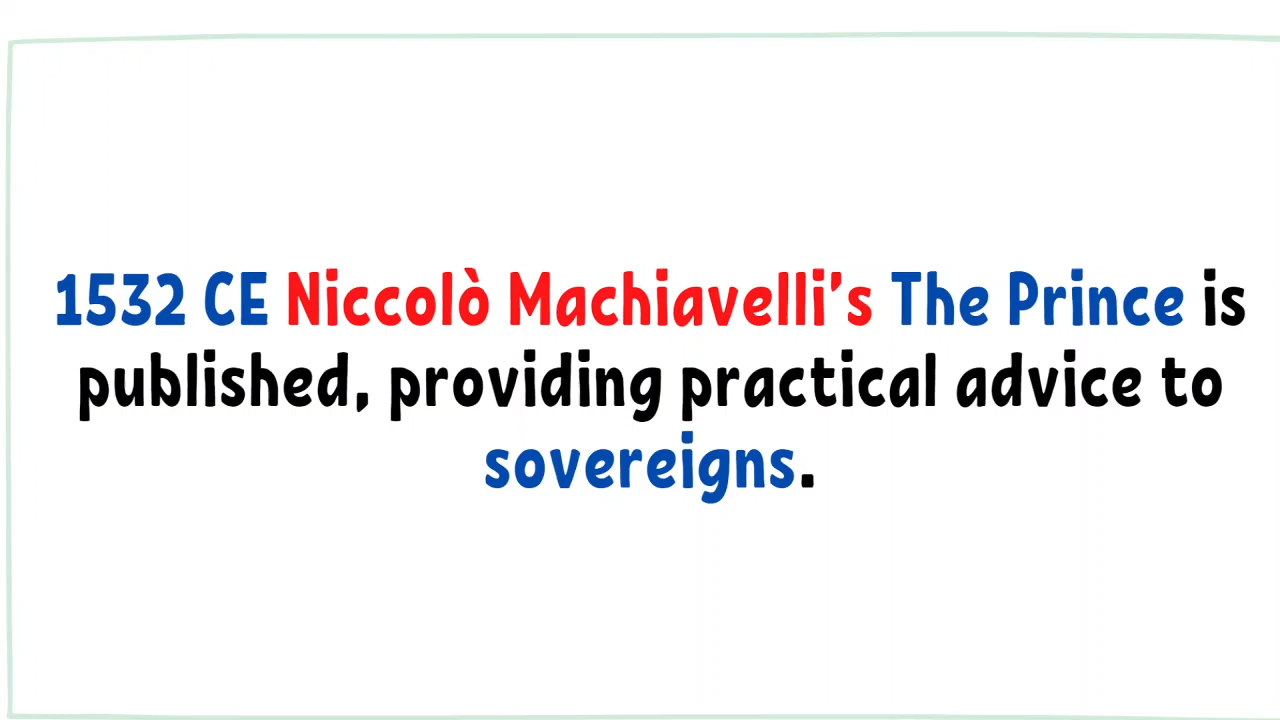 1532 CE Niccolò Machiavelli's The Prince is
published, providing practical advice to
sovereigns.